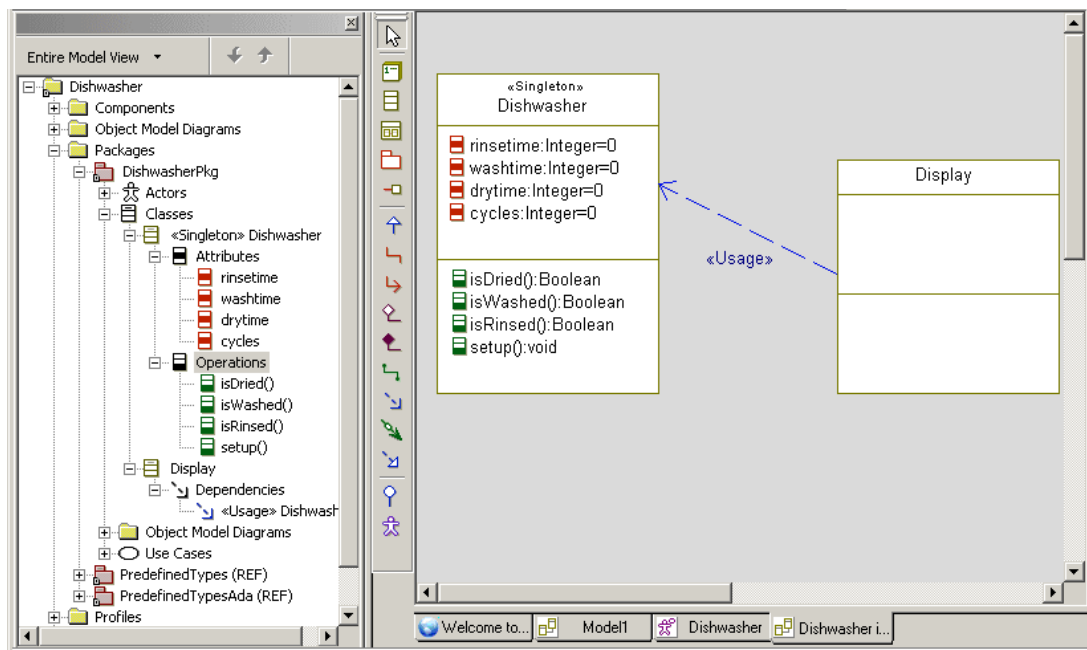 Entire Model View
Dishwasher
Components
Object Model Diagrams
Packages
DishwasherPkg
Actors
Classes
«Singleton» Dishwasher
Attributes
rinsetime
washtime
drytime
cycles
Operations
isDried()
isWashed()
isRinsed()
setup()
Display
Dependencies
«Usage» Dishwash
Object Model Diagrams
Use Cases
PredefinedTypes (REF)
PredefinedTypesAda (REF)
Profiles
«Singleton»
Dishwasher
rinsetime:Integer=0
washtime:Integer=0
drytime:Integer=0
cycles:Integer=0
isDried():Boolean
isWashed():Boolean
isRinsed():Boolean
setup():void
«Usage»
Display
Welcome to... Model1 Dishwasher Dishwasher i...